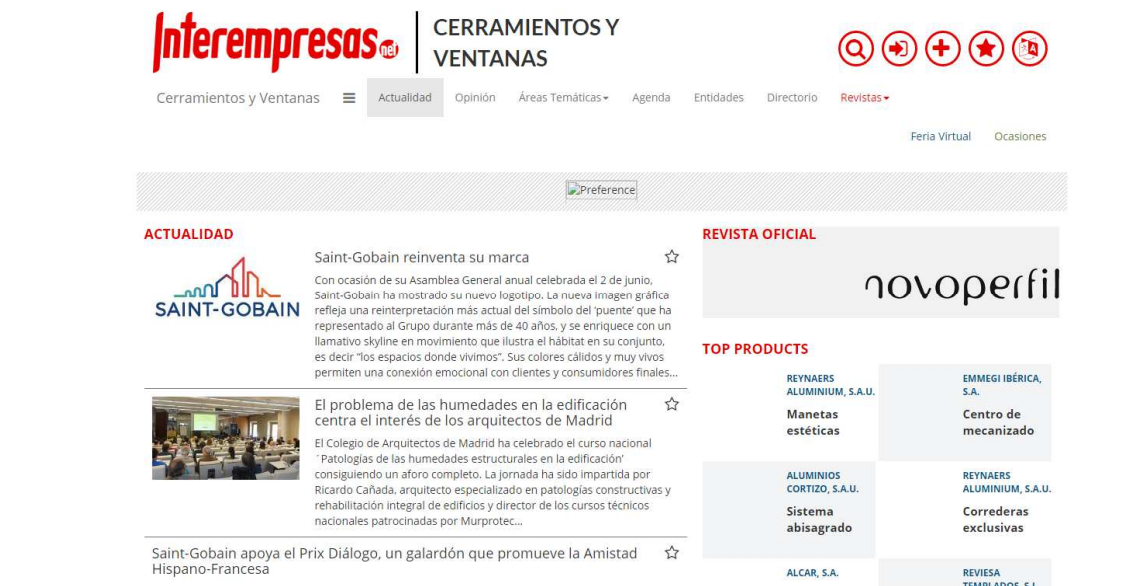 Interempresas.net
CERRAMIENTOS Y
VENTANAS
Cerramientos y Ventanas
Actualidad
Opinión
Áreas Temáticas
Agenda
Entidades
Directorio
Revistas
Feria Virtual
Ocasiones
Preference
ACTUALIDAD
SAINT-GOBAIN
Saint-Gobain reinventa su marca
Con ocasión de su Asamblea General anual celebrada el 2 de junio,
Saint-Gobain ha mostrado su nuevo logotipo. La nueva imagen gráfica
refleja una reinterpretación más actual del símbolo del ‘puente’ que ha
representado al Grupo durante más de 40 años, y se enriquece con un
llamativo skyline en movimiento que ilustra el hábitat en su conjunto,
es decir “los espacios donde vivimos”. Sus colores cálidos y muy vivos
permiten una conexión emocional con clientes y consumidores finales...
El problema de las humedades en la edificación
centra el interés de los arquitectos de Madrid
El Colegio de Arquitectos de Madrid ha celebrado el curso nacional
´Patologías de las humedades estructurales en la edificación’
consiguiendo un aforo completo. La jornada ha sido impartida por
Ricardo Cañada, arquitecto especializado en patologías constructivas y
rehabilitación integral de edificios y director de los cursos técnicos
nacionales patrocinadas por Murprotec...
Saint-Gobain apoya el Prix Diálogo, un galardón que promueve la Amistad
Hispano-Francesa
REVISTA OFICIAL
novoperfil
TOP PRODUCTS
REYNAERS
ALUMINIUM, S.A.U.
Manetas
estéticas
EMMEGI IBÉRICA,
S.A.
Centro de
mecanizado
ALUMINIOS
CORTIZO, S.A.U.
Sistema
abisagrado
REYNAERS
ALUMINIUM, S.A.U.
Correderas
exclusivas
ALCAR, S.A.
REVIESA
TEMPLADOS, S.L.